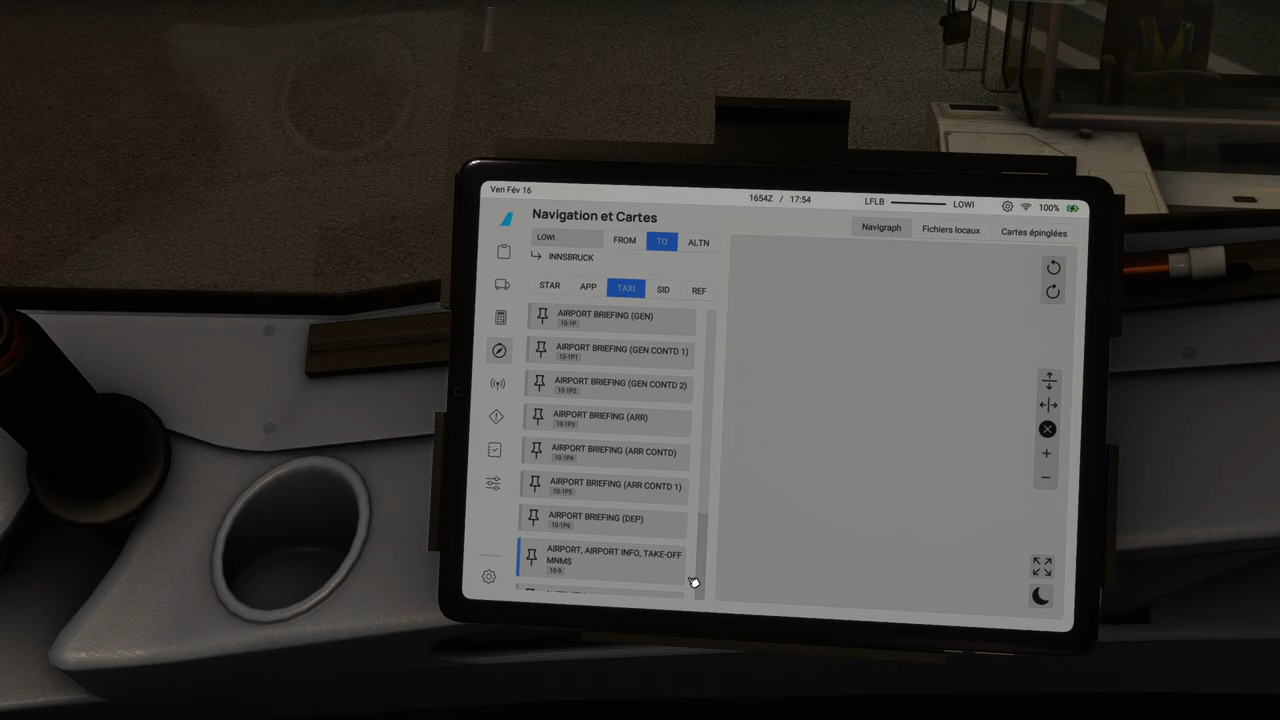 Ven Fév 16
1654Z / 17:54
LFLB LOWI
100%
Navigation et Cartes
Navigraph
Fichiers locaux
Cartes épinglées
LOWI
FROM
TO
ALTN
INNSBRUCK
STAR
APP
TAXI
SID
REF
AIRPORT BRIEFING (GEN)
10-1P
AIRPORT BRIEFING (GEN CONTD 1)
10-1P1
AIRPORT BRIEFING (GEN CONTD 2)
10-1P2
AIRPORT BRIEFING (ARR)
10-1P3
AIRPORT BRIEFING (ARR CONTD)
10-1P4
AIRPORT BRIEFING (ARR CONTD 1)
10-1P5
AIRPORT BRIEFING (DEP)
10-1P6
AIRPORT, AIRPORT INFO, TAKE-OFF
MNMS
10-9